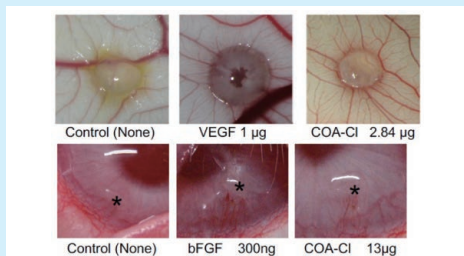 Control (None) VEGF 1 µg COA-Cl 2.84 µg
*
*
*
Control (None) bFGF 300ng COA-Cl 13µg